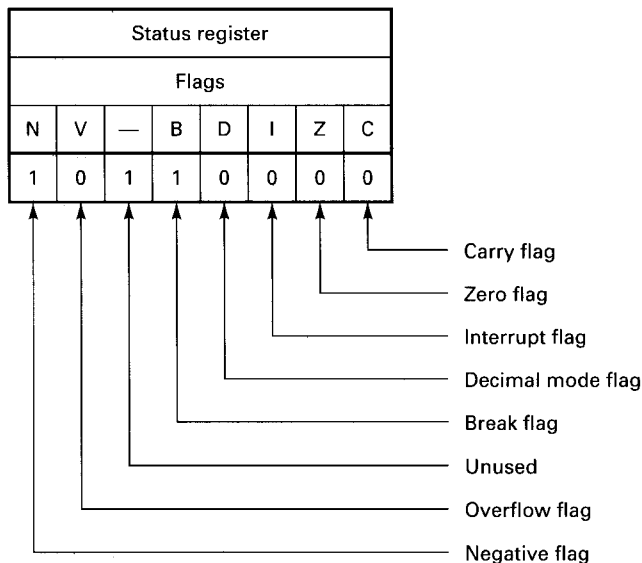 Status register
Flags
N V — B D I Z C
1 0 1 1 0 0 0 0
Carry flag
Zero flag
Interrupt flag
Decimal mode flag
Break flag
Unused
Overflow flag
Negative flag